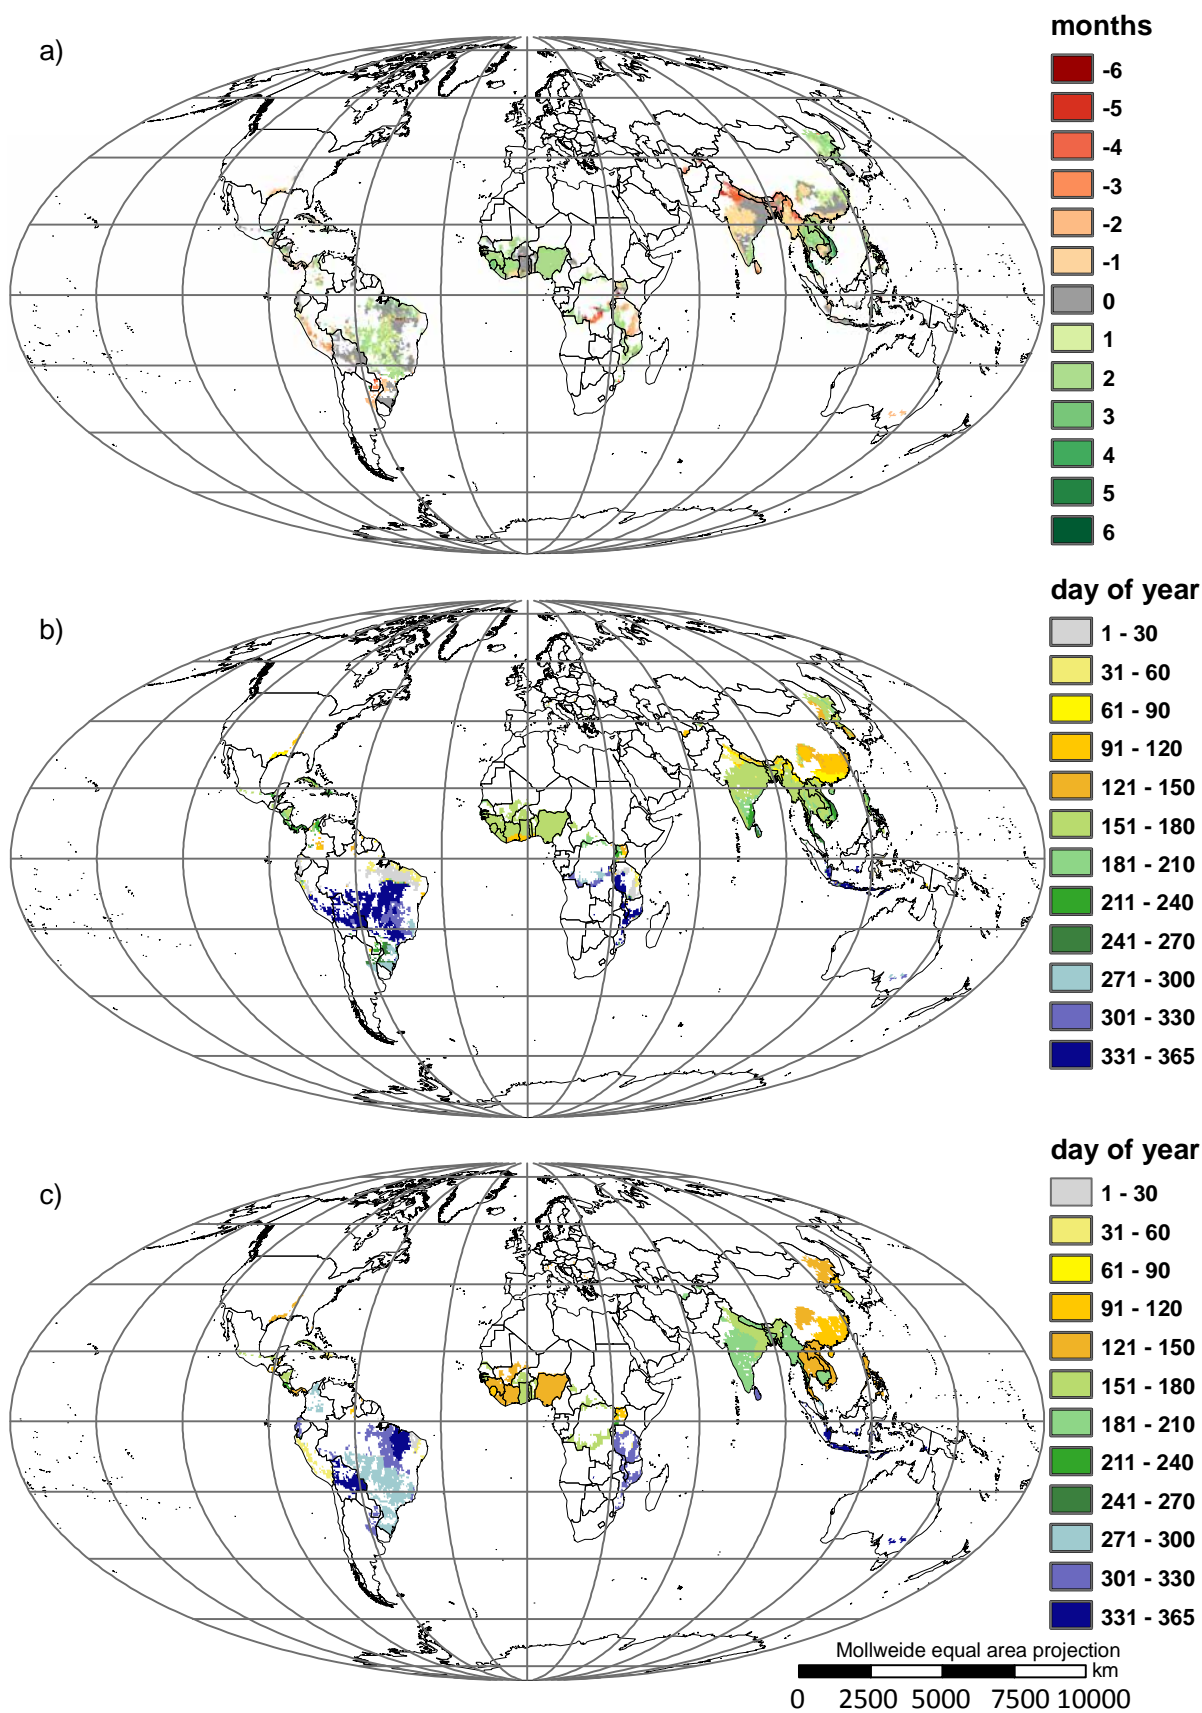 a)
months
-6
-5
-4
-3
-2
-1
0
1
2
3
4
5
6
b)
day of year
1 - 30
31 - 60
61 - 90
91 - 120
121 - 150
151 - 180
181 - 210
211 - 240
241 - 270
271 - 300
301 - 330
331 - 365
c)
day of year
1 - 30
31 - 60
61 - 90
91 - 120
121 - 150
151 - 180
181 - 210
211 - 240
241 - 270
271 - 300
301 - 330
331 - 365
Mollweide equal area projection
km
0 2500 5000 7500 10000